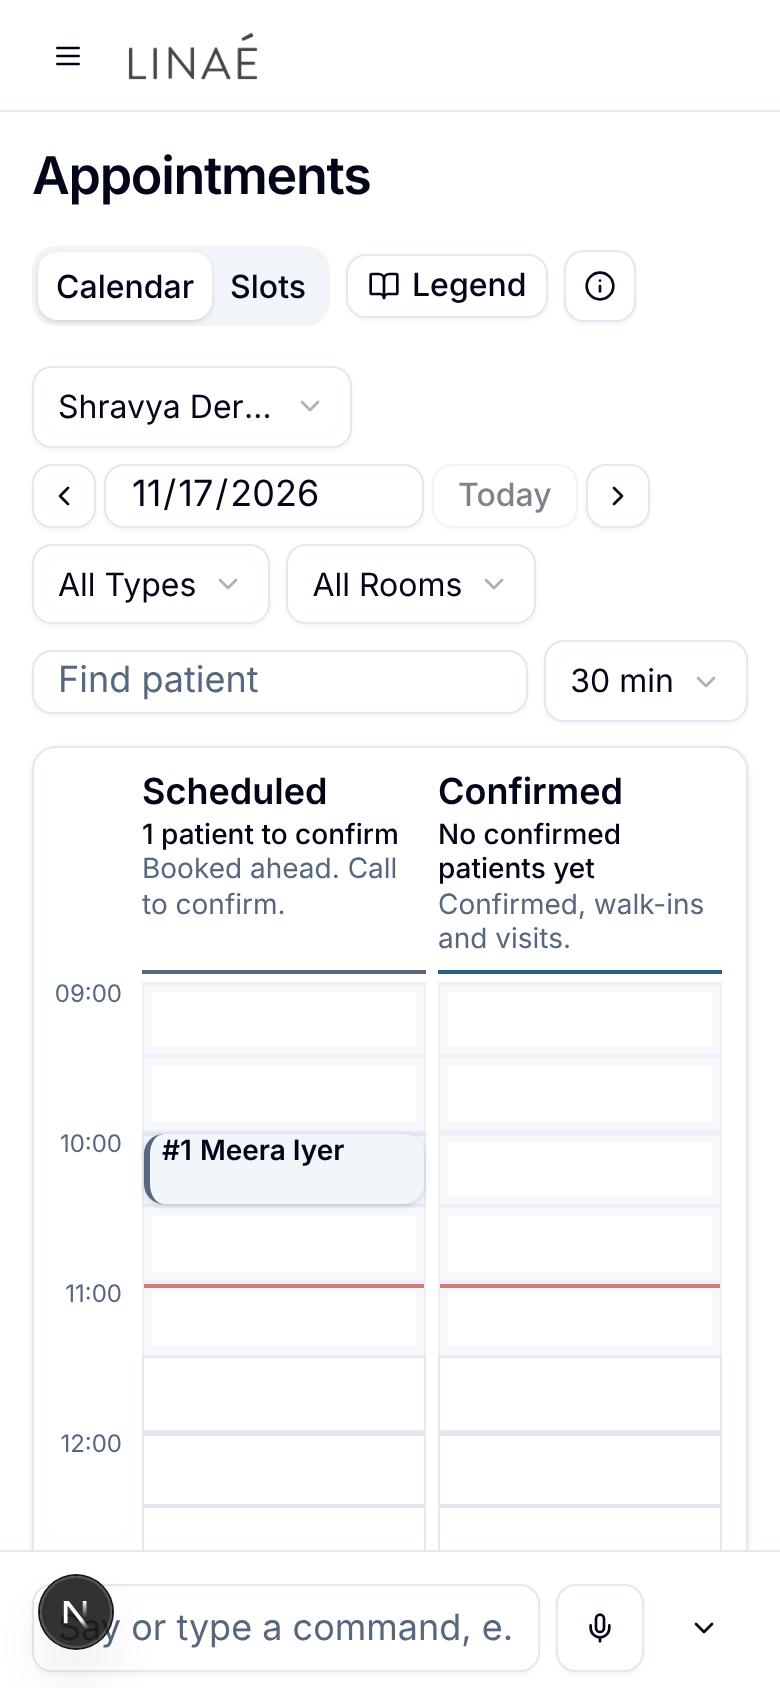 LINAÉ
Appointments
Calendar Slots Legend
Shravya Der...
11/17/2026 Today
All Types All Rooms
Find patient 30 min
Scheduled
1 patient to confirm
Booked ahead. Call
to confirm.
Confirmed
No confirmed
patients yet
Confirmed, walk-ins
and visits.
09:00
10:00
#1 Meera Iyer
11:00
12:00
N
Say or type a command, e.